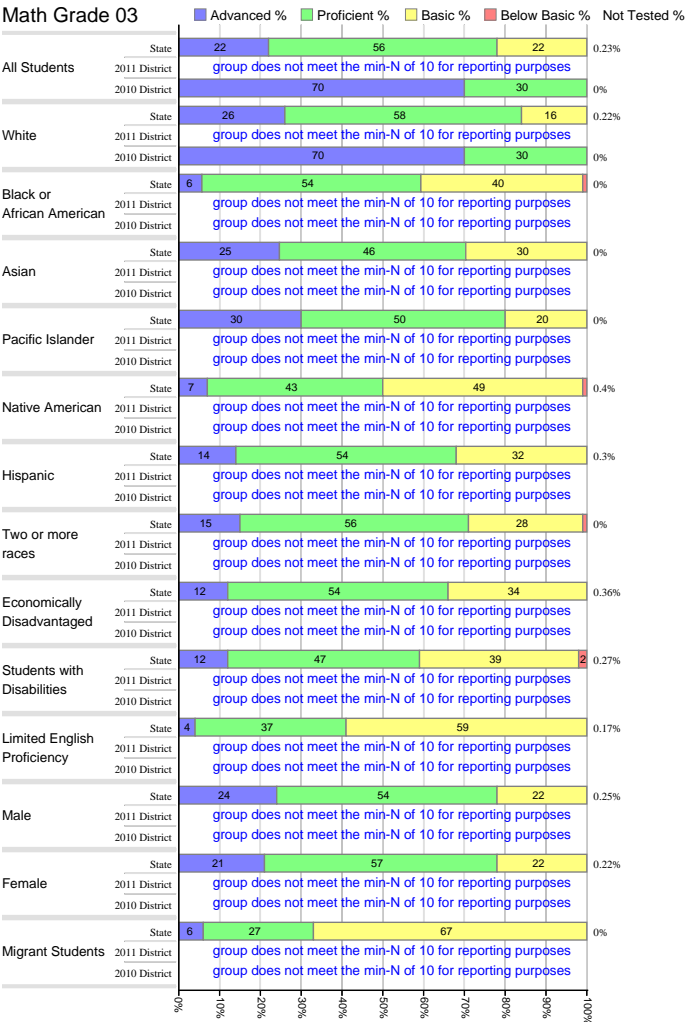 Math Grade 03
Advanced % Proficient % Basic % Below Basic % Not Tested %
All Students
State 22 56 22 0.23%
2011 District group does not meet the min-N of 10 for reporting purposes
2010 District 70 30 0%
White
State 26 58 16 0.22%
2011 District group does not meet the min-N of 10 for reporting purposes
2010 District 70 30 0%
Black or
African American
State 6 54 40 0%
2011 District group does not meet the min-N of 10 for reporting purposes
2010 District group does not meet the min-N of 10 for reporting purposes
Asian
State 25 46 30 0%
2011 District group does not meet the min-N of 10 for reporting purposes
2010 District group does not meet the min-N of 10 for reporting purposes
Pacific Islander
State 30 50 20 0%
2011 District group does not meet the min-N of 10 for reporting purposes
2010 District group does not meet the min-N of 10 for reporting purposes
Native American
State 7 43 49 0.4%
2011 District group does not meet the min-N of 10 for reporting purposes
2010 District group does not meet the min-N of 10 for reporting purposes
Hispanic
State 14 54 32 0.3%
2011 District group does not meet the min-N of 10 for reporting purposes
2010 District group does not meet the min-N of 10 for reporting purposes
Two or more
races
State 15 56 28 0%
2011 District group does not meet the min-N of 10 for reporting purposes
2010 District group does not meet the min-N of 10 for reporting purposes
Economically
Disadvantaged
State 12 54 34 0.36%
2011 District group does not meet the min-N of 10 for reporting purposes
2010 District group does not meet the min-N of 10 for reporting purposes
Students with
Disabilities
State 12 47 39 2 0.27%
2011 District group does not meet the min-N of 10 for reporting purposes
2010 District group does not meet the min-N of 10 for reporting purposes
Limited English
Proficiency
State 4 37 59 0.17%
2011 District group does not meet the min-N of 10 for reporting purposes
2010 District group does not meet the min-N of 10 for reporting purposes
Male
State 24 54 22 0.25%
2011 District group does not meet the min-N of 10 for reporting purposes
2010 District group does not meet the min-N of 10 for reporting purposes
Female
State 21 57 22 0.22%
2011 District group does not meet the min-N of 10 for reporting purposes
2010 District group does not meet the min-N of 10 for reporting purposes
Migrant Students
State 6 27 67 0%
2011 District group does not meet the min-N of 10 for reporting purposes
2010 District group does not meet the min-N of 10 for reporting purposes
0% 10% 20% 30% 40% 50% 60% 70% 80% 90% 100%